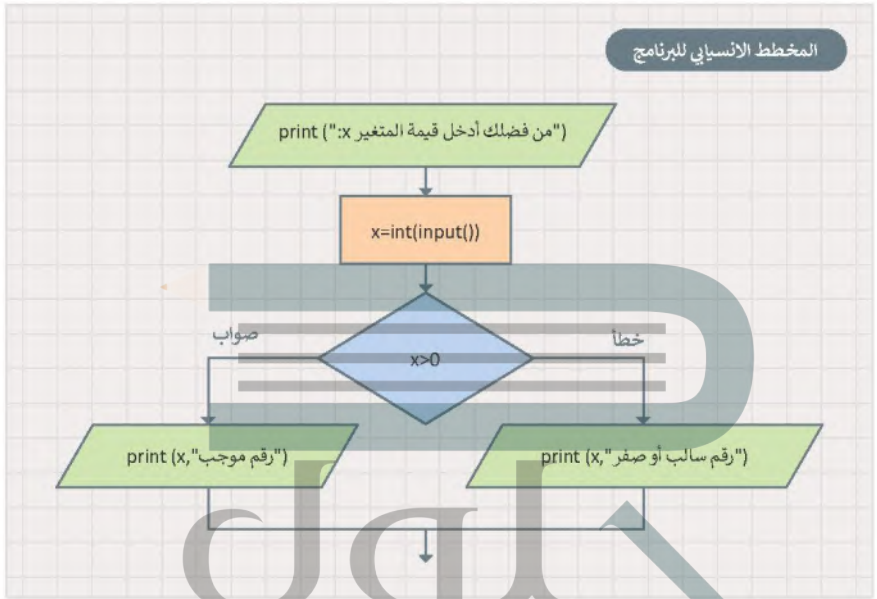 المخطط الانسيابي للبرنامج
print ("من فضلك أدخل قيمة المتغير x:")
x=int(input())
x>0
صواب
خطأ
print (x,"رقم موجب")
print (x,"رقم سالب أو صفر")
حلول